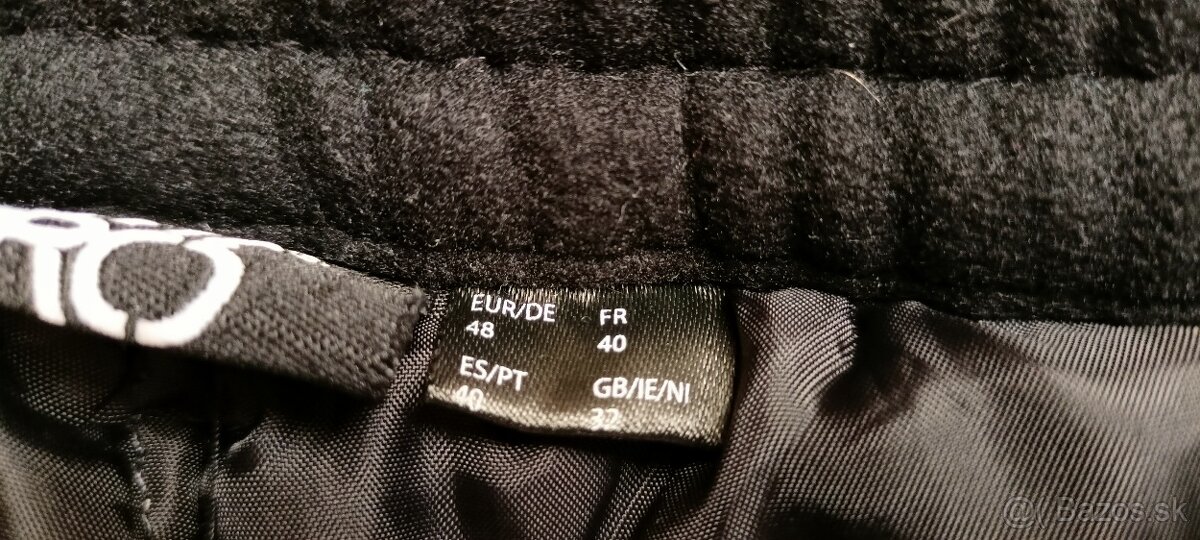 EUR/DE FR
48 40
ES/PT GB/IE/NI
40 32
© Bazos.sk